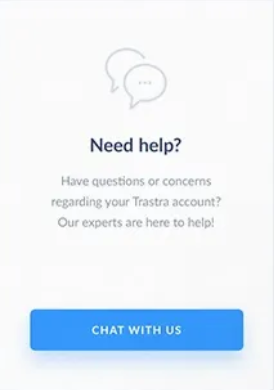 Need help?
Have questions or concerns
regarding your Trastra account?
Our experts are here to help!
CHAT WITH US